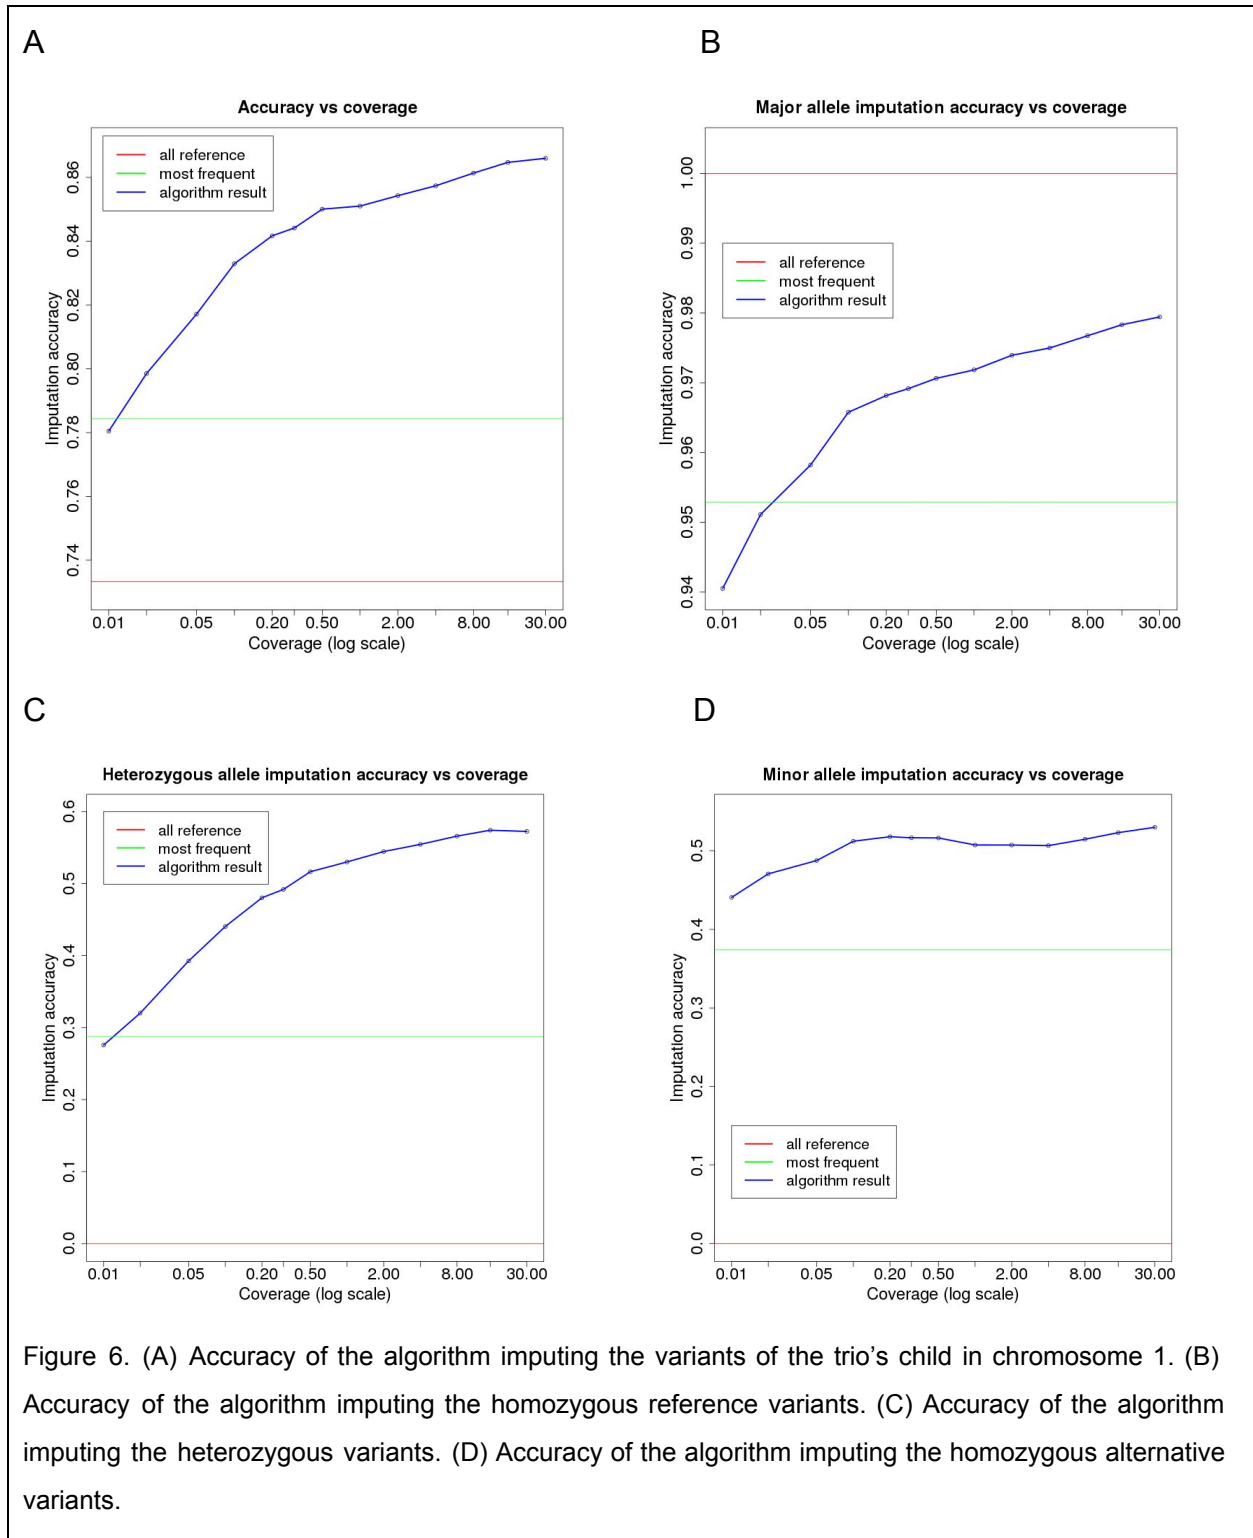 A
B
Accuracy vs coverage
all reference
most frequent
algorithm result
Imputation accuracy
0.86
0.84
0.82
0.80
0.78
0.76
0.74
0.01 0.05 0.20 0.50 2.00 8.00 30.00
Coverage (log scale)
Major allele imputation accuracy vs coverage
all reference
most frequent
algorithm result
Imputation accuracy
1.00
0.99
0.98
0.97
0.96
0.95
0.94
0.01 0.05 0.20 0.50 2.00 8.00 30.00
Coverage (log scale)
C
D
Heterozygous allele imputation accuracy vs coverage
all reference
most frequent
algorithm result
Imputation accuracy
0.6
0.5
0.4
0.3
0.2
0.1
0.0
0.01 0.05 0.20 0.50 2.00 8.00 30.00
Coverage (log scale)
Minor allele imputation accuracy vs coverage
Imputation accuracy
0.5
0.4
0.3
0.2
0.1
0.0
all reference
most frequent
algorithm result
0.01 0.05 0.20 0.50 2.00 8.00 30.00
Coverage (log scale)
Figure 6. (A) Accuracy of the algorithm imputing the variants of the trio's child in chromosome 1. (B)
Accuracy of the algorithm imputing the homozygous reference variants. (C) Accuracy of the algorithm
imputing the heterozygous variants. (D) Accuracy of the algorithm imputing the homozygous alternative
variants.